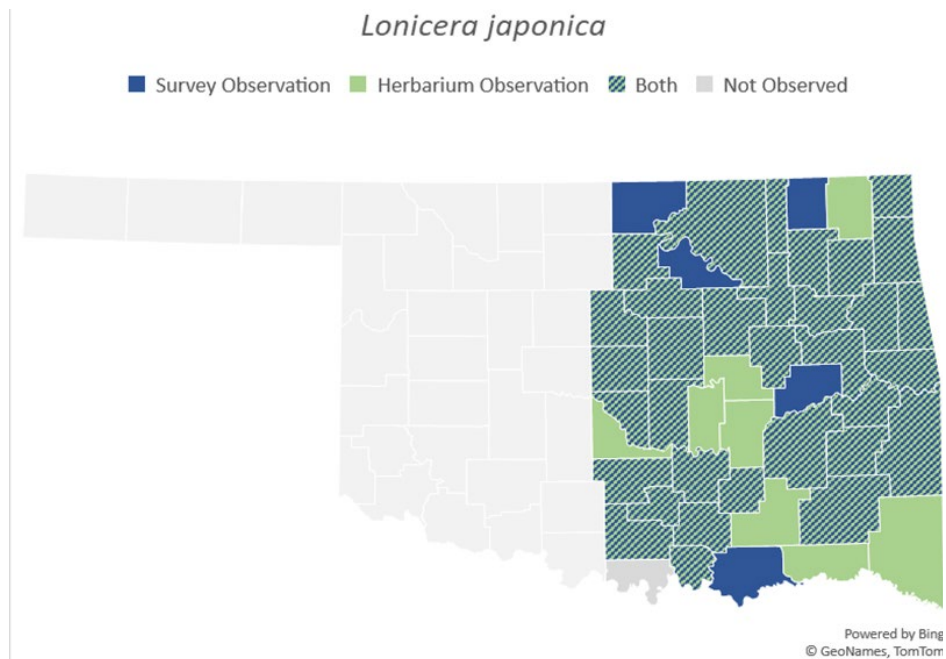 Lonicera japonica
Survey Observation Herbarium Observation Both Not Observed
Powered by Bing
© GeoNames, TomTom